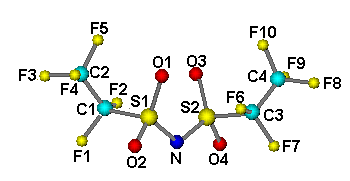 F5 O1 O3 F10
F3 F4 C2 F2 C4 F9 F8
C1 S1 S2 F6 C3
F1 O2 N O4 F7